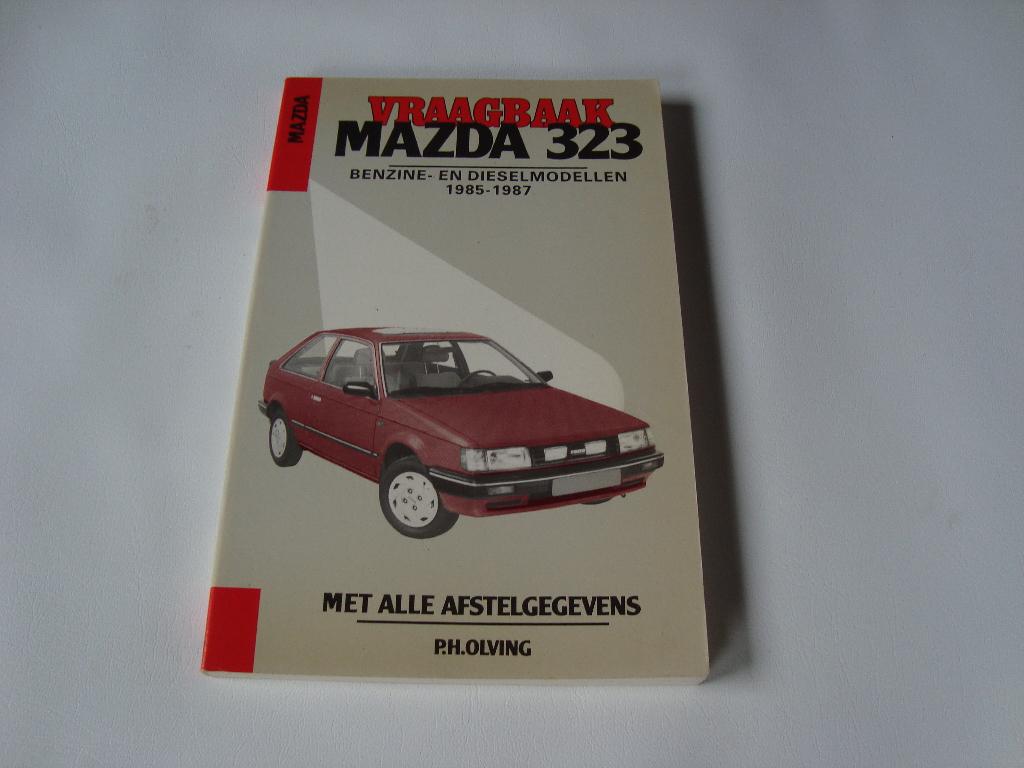 MAZDA
VRAAGBAAK
MAZDA 323
BENZINE- EN DIESELMODELLEN
1985-1987
MET ALLE AFSTELGEGEVENS
P.H.OLVING